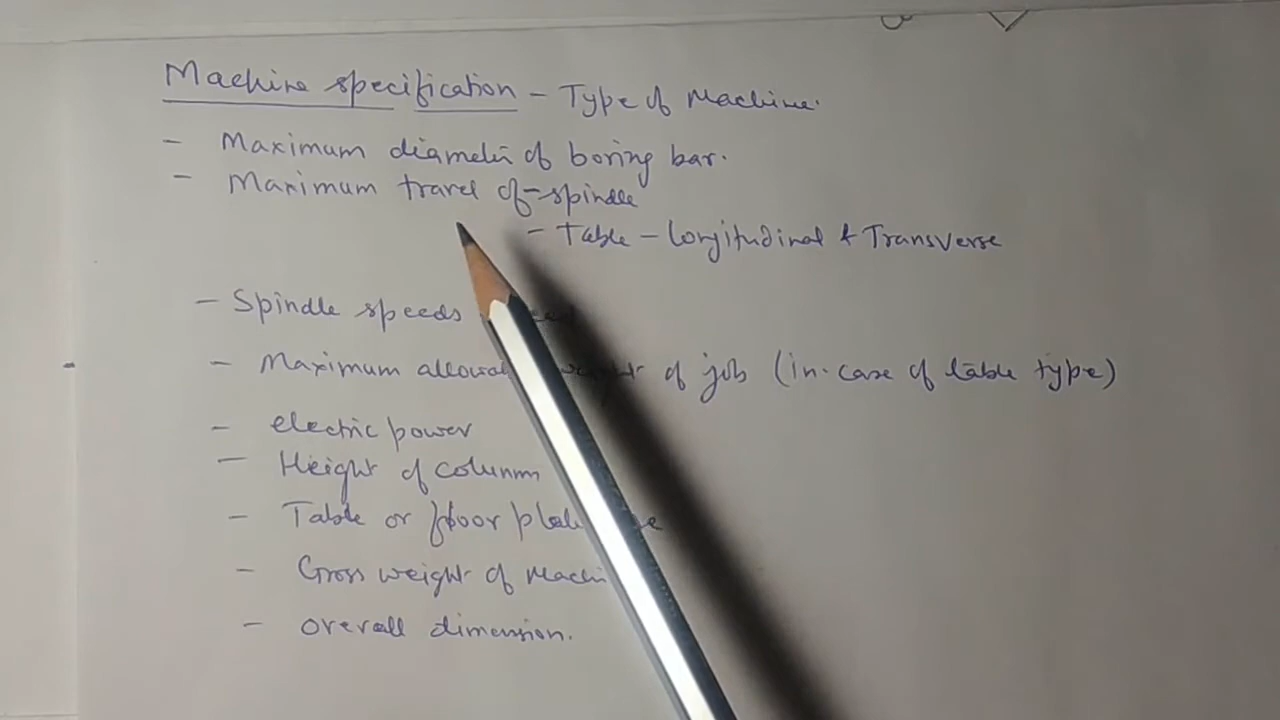 Machine specification - Type of Machine.
- Maximum diameter of boring bar.
- Maximum travel of - spindle
- Table - longitudinal & Transverse
- Spindle speeds
- Maximum weight of job (in case of table type)
- electric power
- Height of column
- Table or floor plate
- Gross weight of Machin
- overall dimension.